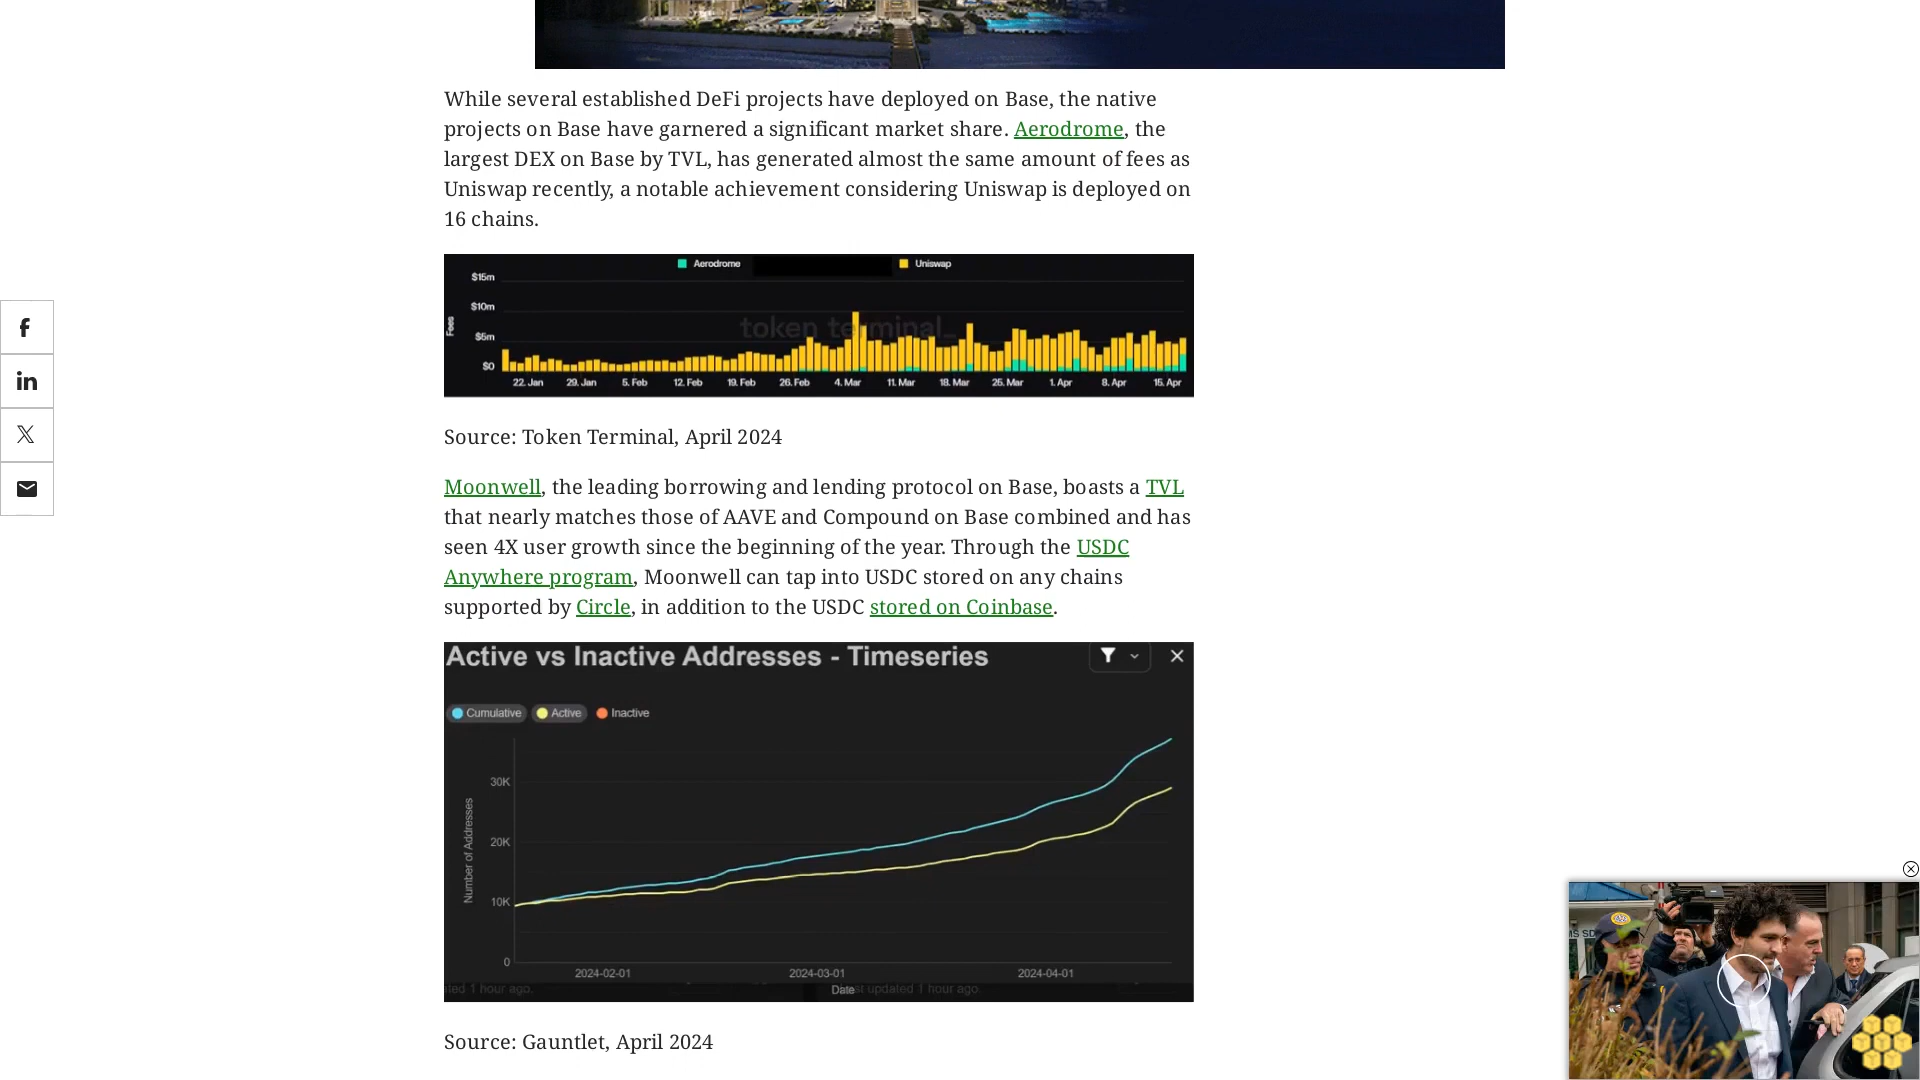 While several established DeFi projects have deployed on Base, the native
projects on Base have garnered a significant market share. Aerodrome, the
largest DEX on Base by TVL, has generated almost the same amount of fees as
Uniswap recently, a notable achievement considering Uniswap is deployed on
16 chains.
Aerodrome
Uniswap
$15m
$10m
$5m
$0
Fees
token terminal_
22. Jan
29. Jan
5. Feb
12. Feb
19. Feb
26. Feb
4. Mar
11. Mar
18. Mar
25. Mar
1. Apr
8. Apr
15. Apr
Source: Token Terminal, April 2024
Moonwell, the leading borrowing and lending protocol on Base, boasts a TVL
that nearly matches those of AAVE and Compound on Base combined and has
seen 4X user growth since the beginning of the year. Through the USDC
Anywhere program, Moonwell can tap into USDC stored on any chains
supported by Circle, in addition to the USDC stored on Coinbase.
Active vs Inactive Addresses - Timeseries
Cumulative
Active
Inactive
30K
20K
10K
0
Number of Addresses
2024-02-01
2024-03-01
2024-04-01
Date
ted 1 hour ago.
st updated 1 hour ago
Source: Gauntlet, April 2024